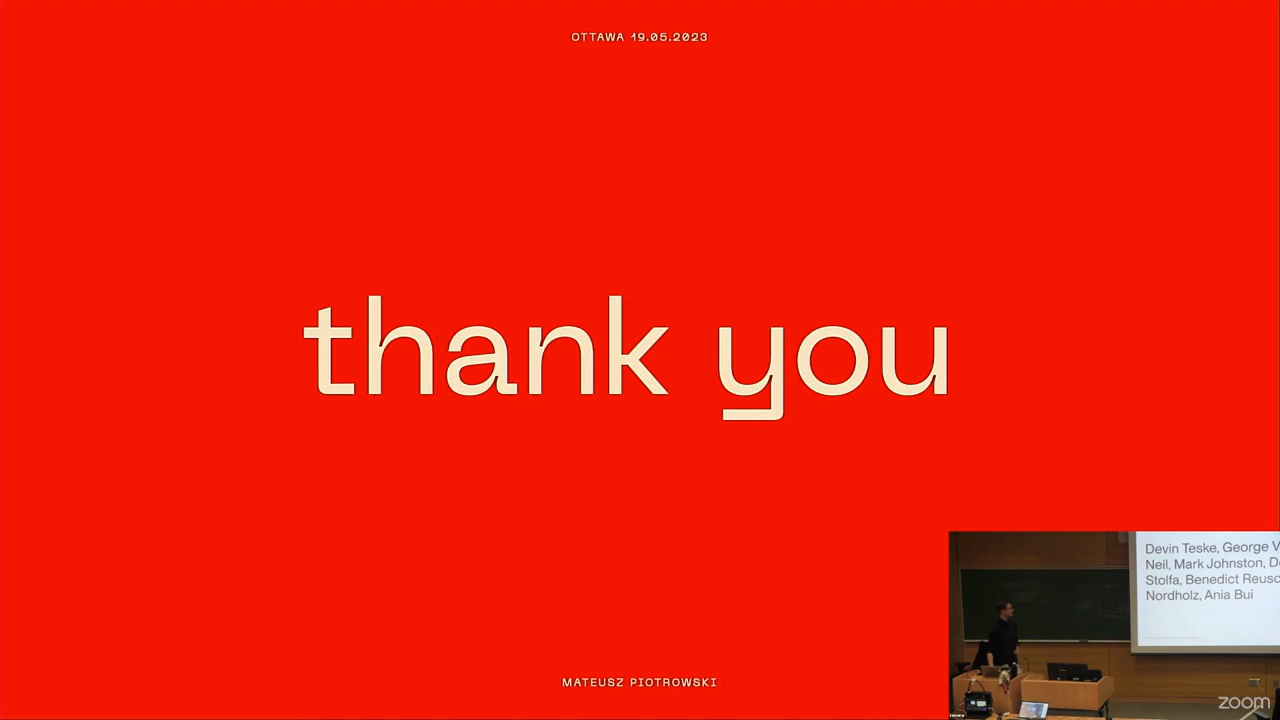 OTTAWA 19.05.2023
thank you
MATEUSZ PIOTROWSKI
Devin Teske, George
Neil, Mark Johnston,
Stolfa, Benedict
Nordholz, Ania Bui
zoom